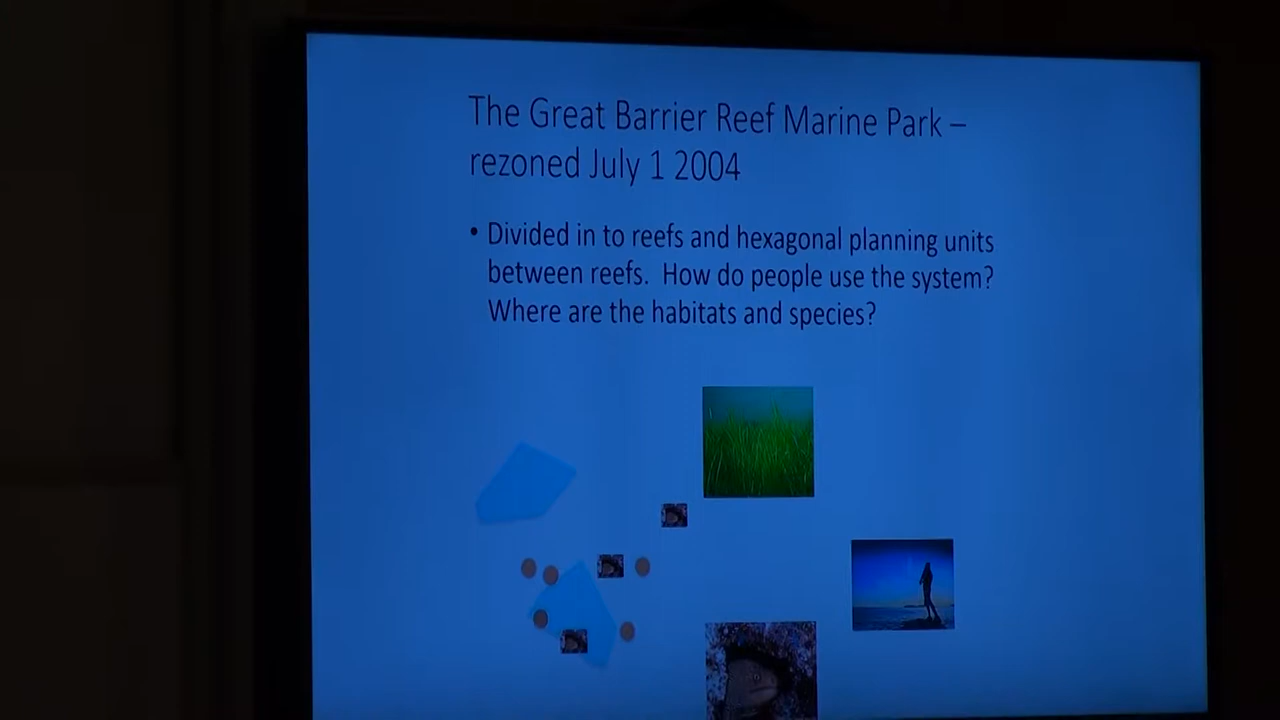 The Great Barrier Reef Marine Park –
rezoned July 1 2004
• Divided in to reefs and hexagonal planning units
between reefs. How do people use the system?
Where are the habitats and species?